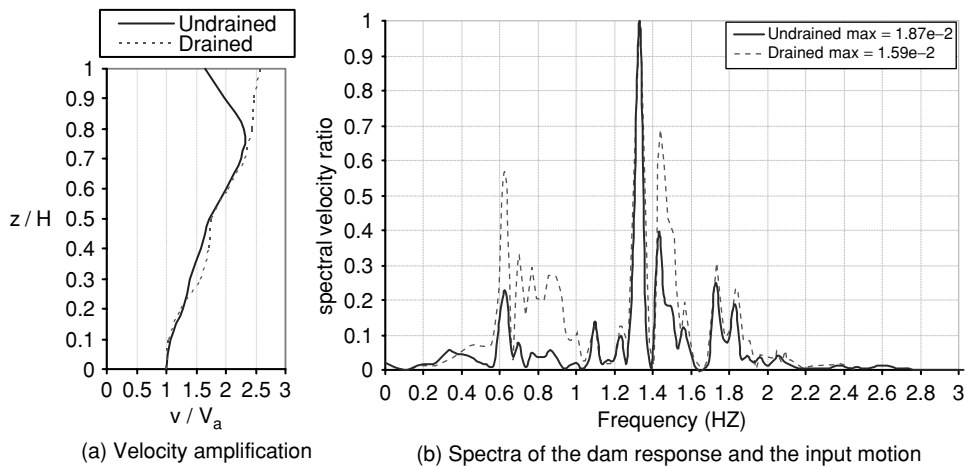 Undrained
Drained
1
0.9
0.8
0.7
0.6
0.5
0.4
0.3
0.2
0.1
0
z / H
0 0.5 1 1.5 2 2.5 3
v / Va
(a) Velocity amplification
Undrained max = 1.87e−2
Drained max = 1.59e−2
1
0.9
0.8
0.7
0.6
0.5
0.4
0.3
0.2
0.1
0
spectral velocity ratio
0 0.2 0.4 0.6 0.8 1 1.2 1.4 1.6 1.8 2 2.2 2.4 2.6 2.8 3
Frequency (HZ)
(b) Spectra of the dam response and the input motion